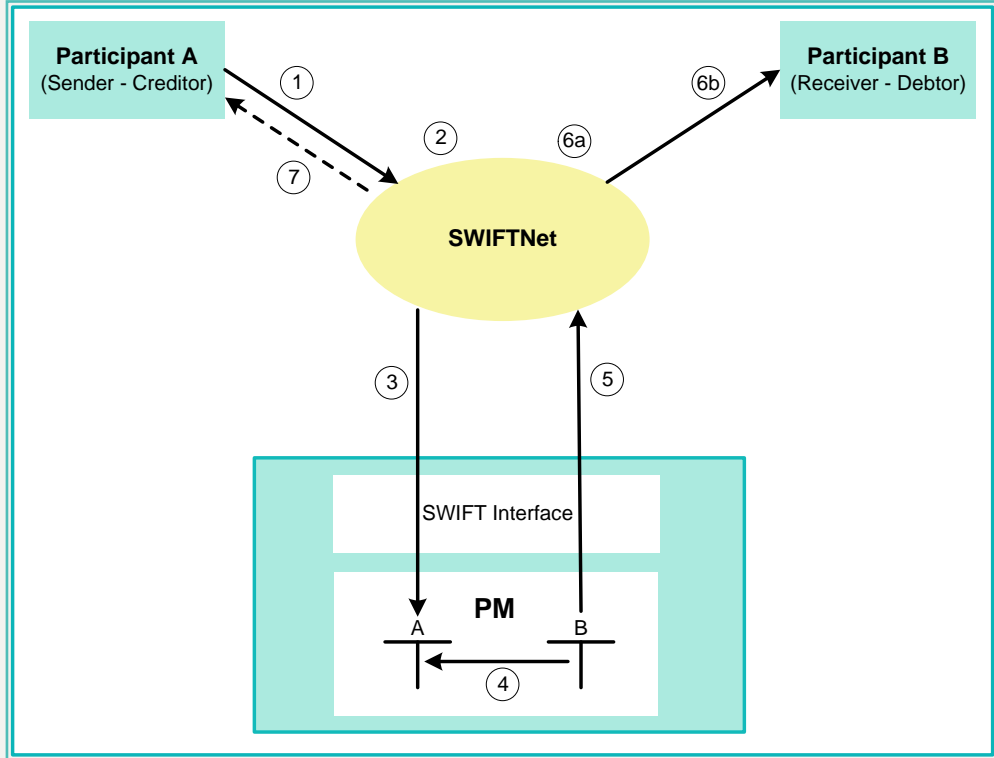 Participant A
(Sender - Creditor)
Participant B
(Receiver - Debtor)
1
2
6a
6b
7
SWIFTNet
3
5
SWIFT Interface
PM
A
B
4